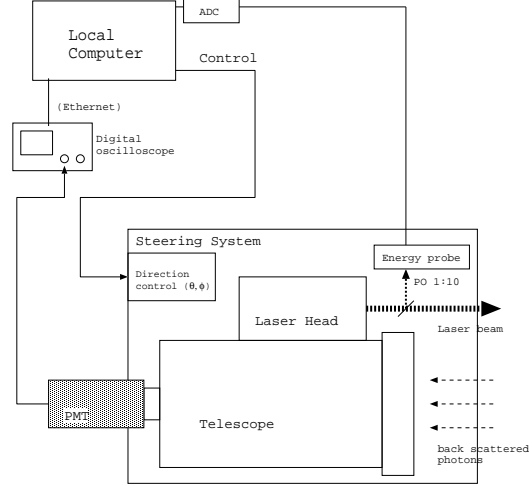 ADC
Local
Computer
Control
(Ethernet)
Digital
oscilloscope
Steering System
Energy probe
Direction
control (θ,ϕ)
PO 1:10
Laser Head
Laser beam
PMT
Telescope
back scattered
photons